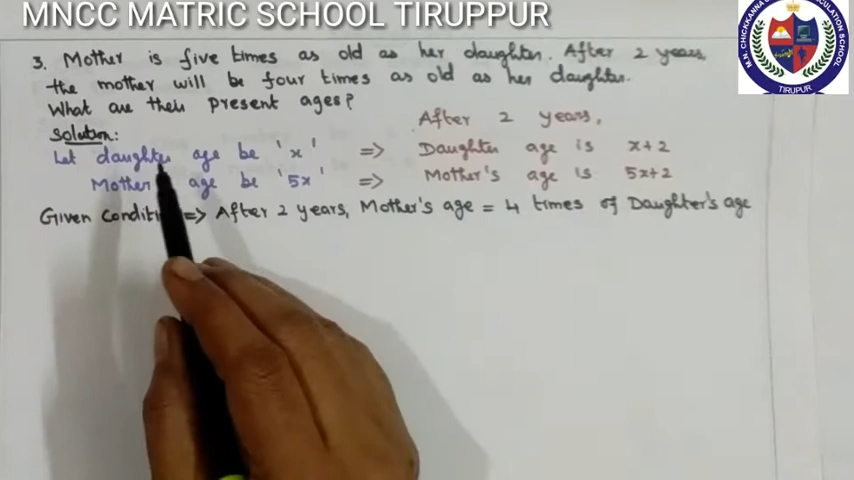 MNCC MATRIC SCHOOL TIRUPPUR
3. Mother is five times as old as her daughter. After 2 years,
the mother will be four times as old as her daughter.
What are their present ages?
Solution:
After 2 years,
Let daughter age be 'x' => Daughter age is x+2
Mother age be '5x' => Mother's age is 5x+2
Given => After 2 years, Mother's age = 4 times of Daughter's age
TIRUPUR